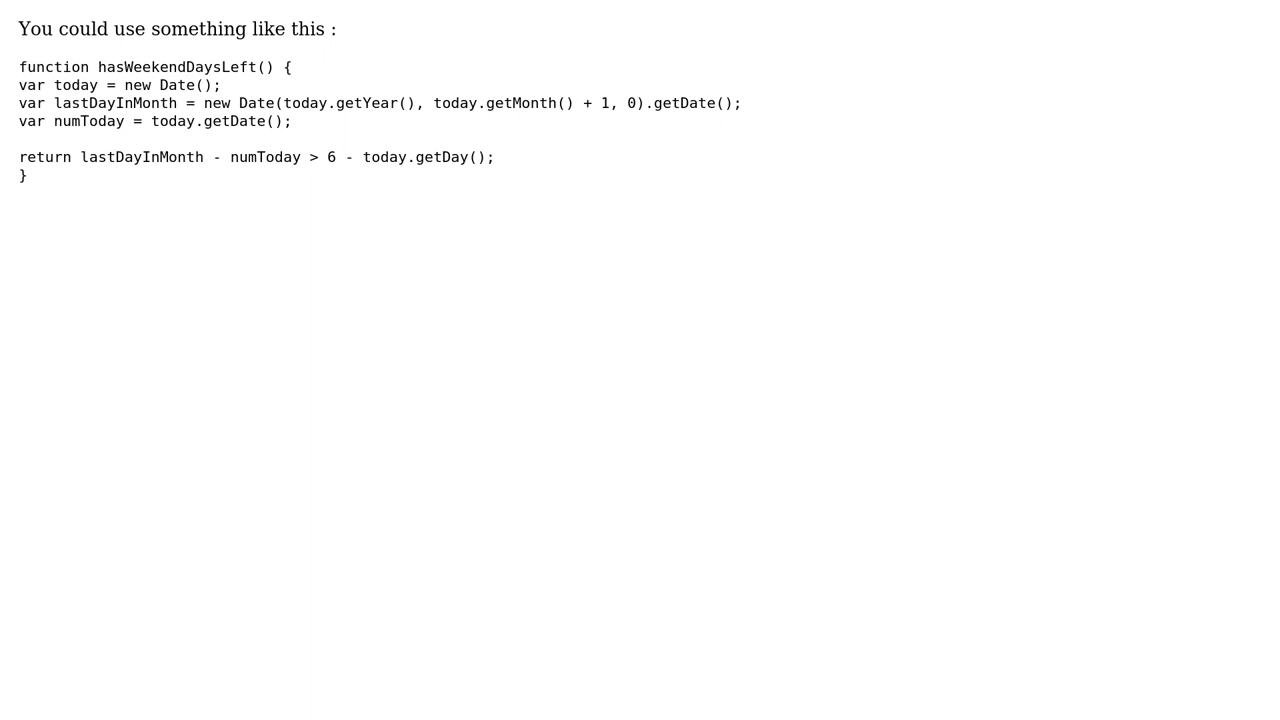 You could use something like this :
function hasWeekendDaysLeft() {
var today = new Date();
var lastDayInMonth = new Date(today.getYear(), today.getMonth() + 1, 0).getDate();
var numToday = today.getDate();
return lastDayInMonth - numToday > 6 - today.getDay();
}